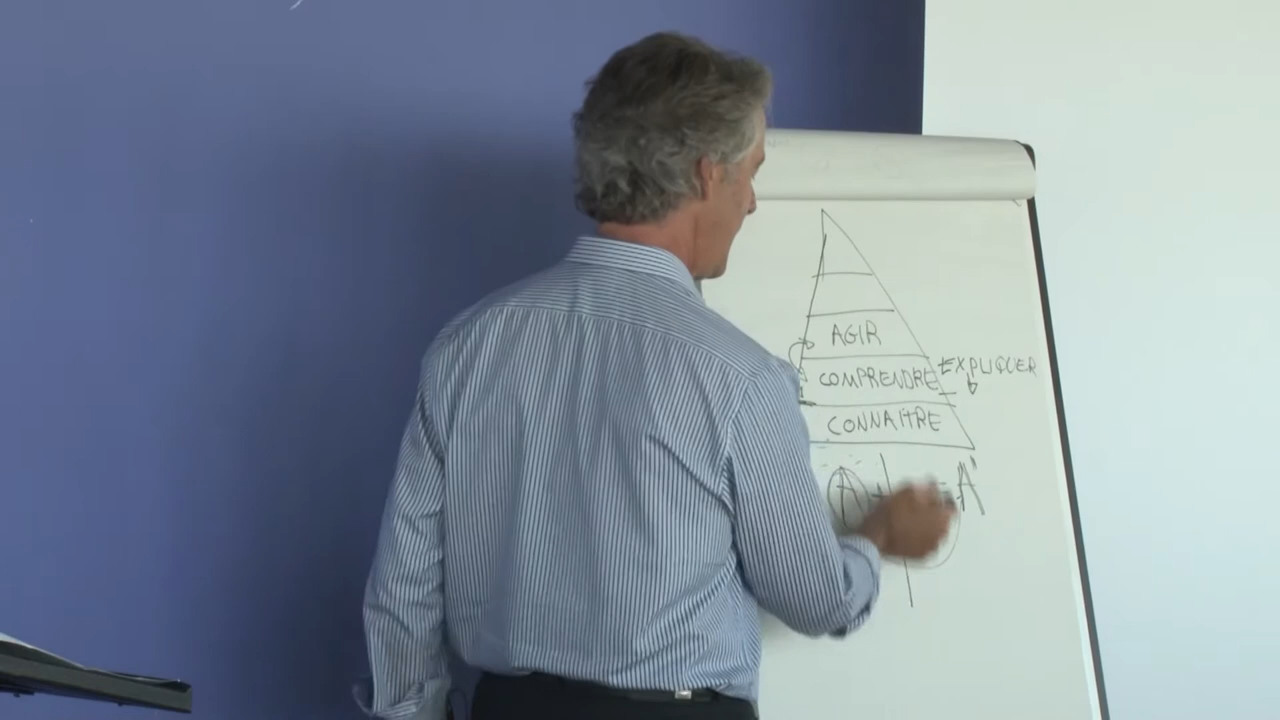 AGIR
COMPRENDRE EXPLIQUER
CONNAITRE
A + = A'